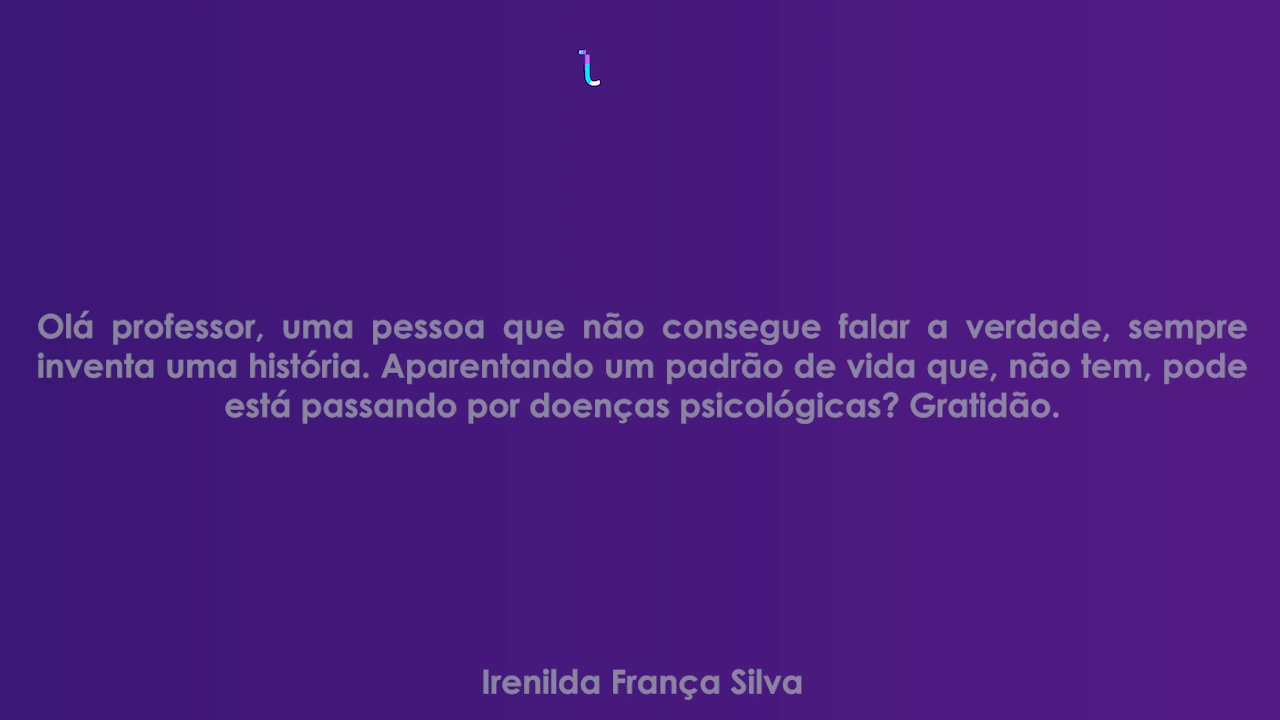 Olá professor, uma pessoa que não consegue falar a verdade, sempre
inventa uma história. Aparentando um padrão de vida que, não tem, pode
está passando por doenças psicológicas? Gratidão.
Irenilda França Silva